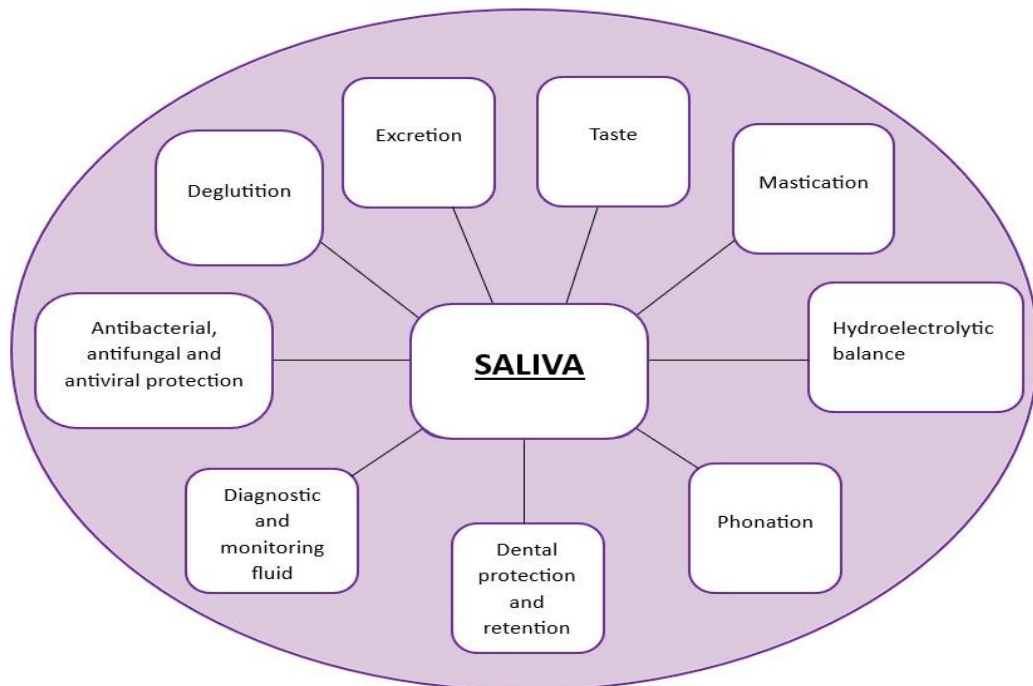 Excretion
Taste
Deglutition
Mastication
Antibacterial,
antifungal and
antiviral protection
SALIVA
Hydroelectrolytic
balance
Diagnostic
and
monitoring
fluid
Dental
protection
and
retention
Phonation